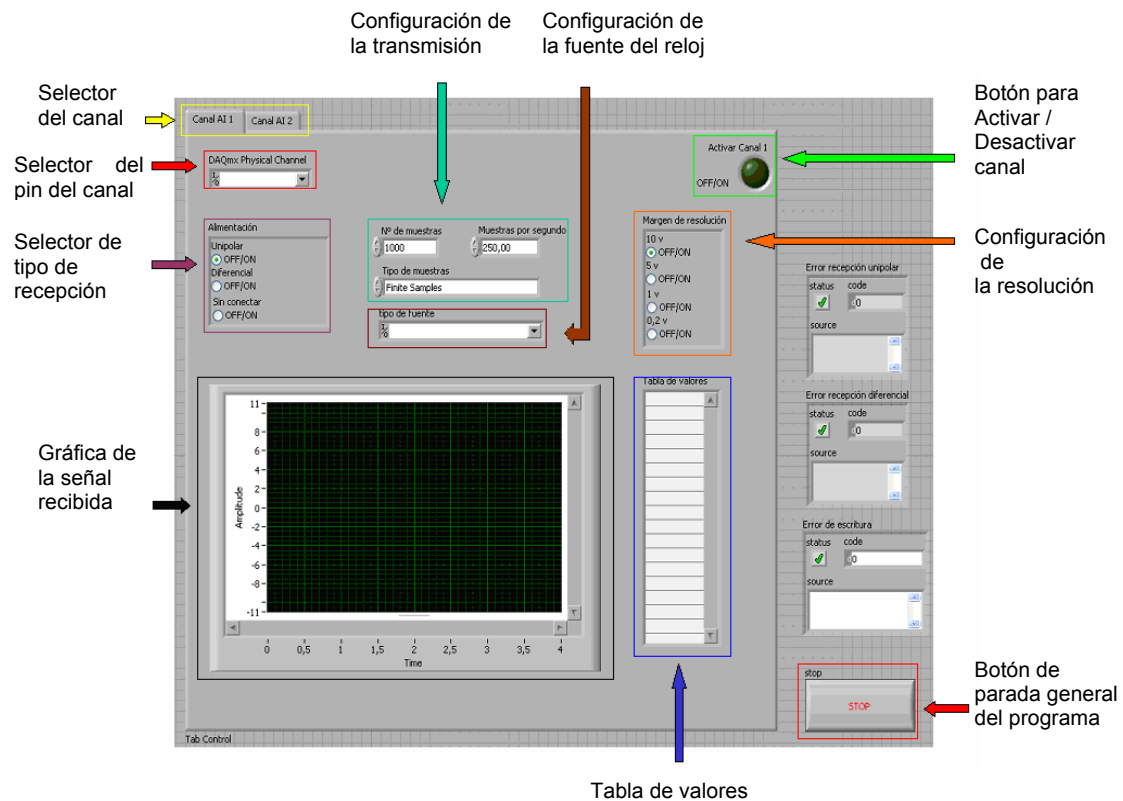 Configuración de
la transmisión
Configuración de
la fuente del reloj
Selector
del canal
Botón para
Activar /
Desactivar
canal
Canal AI 1
Canal AI 2
Selector del
pin del canal
DAQmx Physical Channel
Activar Canal 1
OFF/ON
Selector de
tipo de
recepción
Alimentación
Unipolar
OFF/ON
Diferencial
OFF/ON
Sin conectar
OFF/ON
Nº de muestras
1000
Muestras por segundo
250,00
Tipo de muestras
Finite Samples
tipo de fuente
Margen de resolución
10 v
OFF/ON
5 v
OFF/ON
1 v
OFF/ON
0,2 v
OFF/ON
Configuración
de
la resolución
Error recepción unipolar
status
code
0
source
Error recepción diferencial
status
code
0
source
Error de escritura
status
code
0
source
Gráfica de
la señal
recibida
Amplitude
11
8
6
4
2
0
-2
-4
-6
-8
-11
0 0,5 1 1,5 2 2,5 3 3,5 4
Time
Tabla de valores
stop
STOP
Botón de
parada general
del programa
Tab Control
Tabla de valores